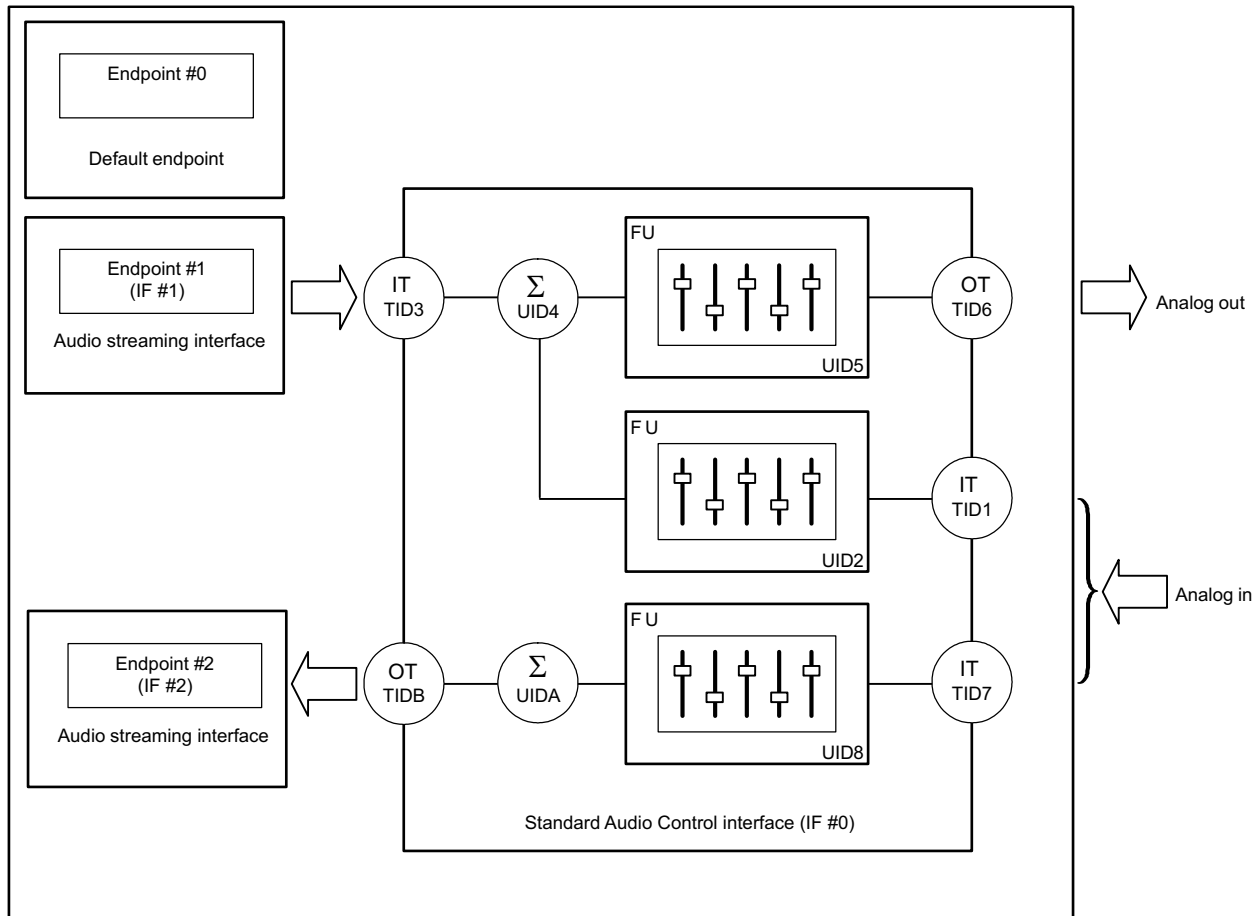 Endpoint #0
Default endpoint
Endpoint #1
(IF #1)
Audio streaming interface
IT
TID3
Σ
UID4
FU
UID5
OT
TID6
Analog out
FU
UID2
IT
TID1
Analog in
Endpoint #2
(IF #2)
Audio streaming interface
OT
TIDB
Σ
UIDA
FU
UID8
IT
TID7
Standard Audio Control interface (IF #0)